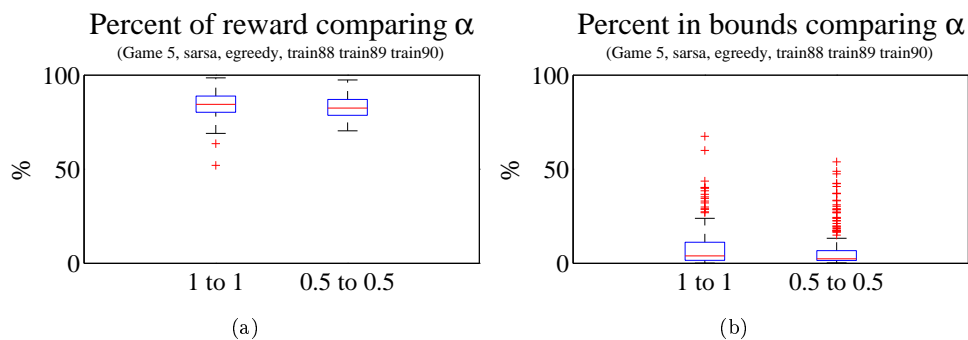 Percent of reward comparing α
(Game 5, sarsa, egreedy, train88 train89 train90)
100
50
0
%
1 to 1
0.5 to 0.5
(a)
Percent in bounds comparing α
(Game 5, sarsa, egreedy, train88 train89 train90)
100
50
0
%
1 to 1
0.5 to 0.5
(b)